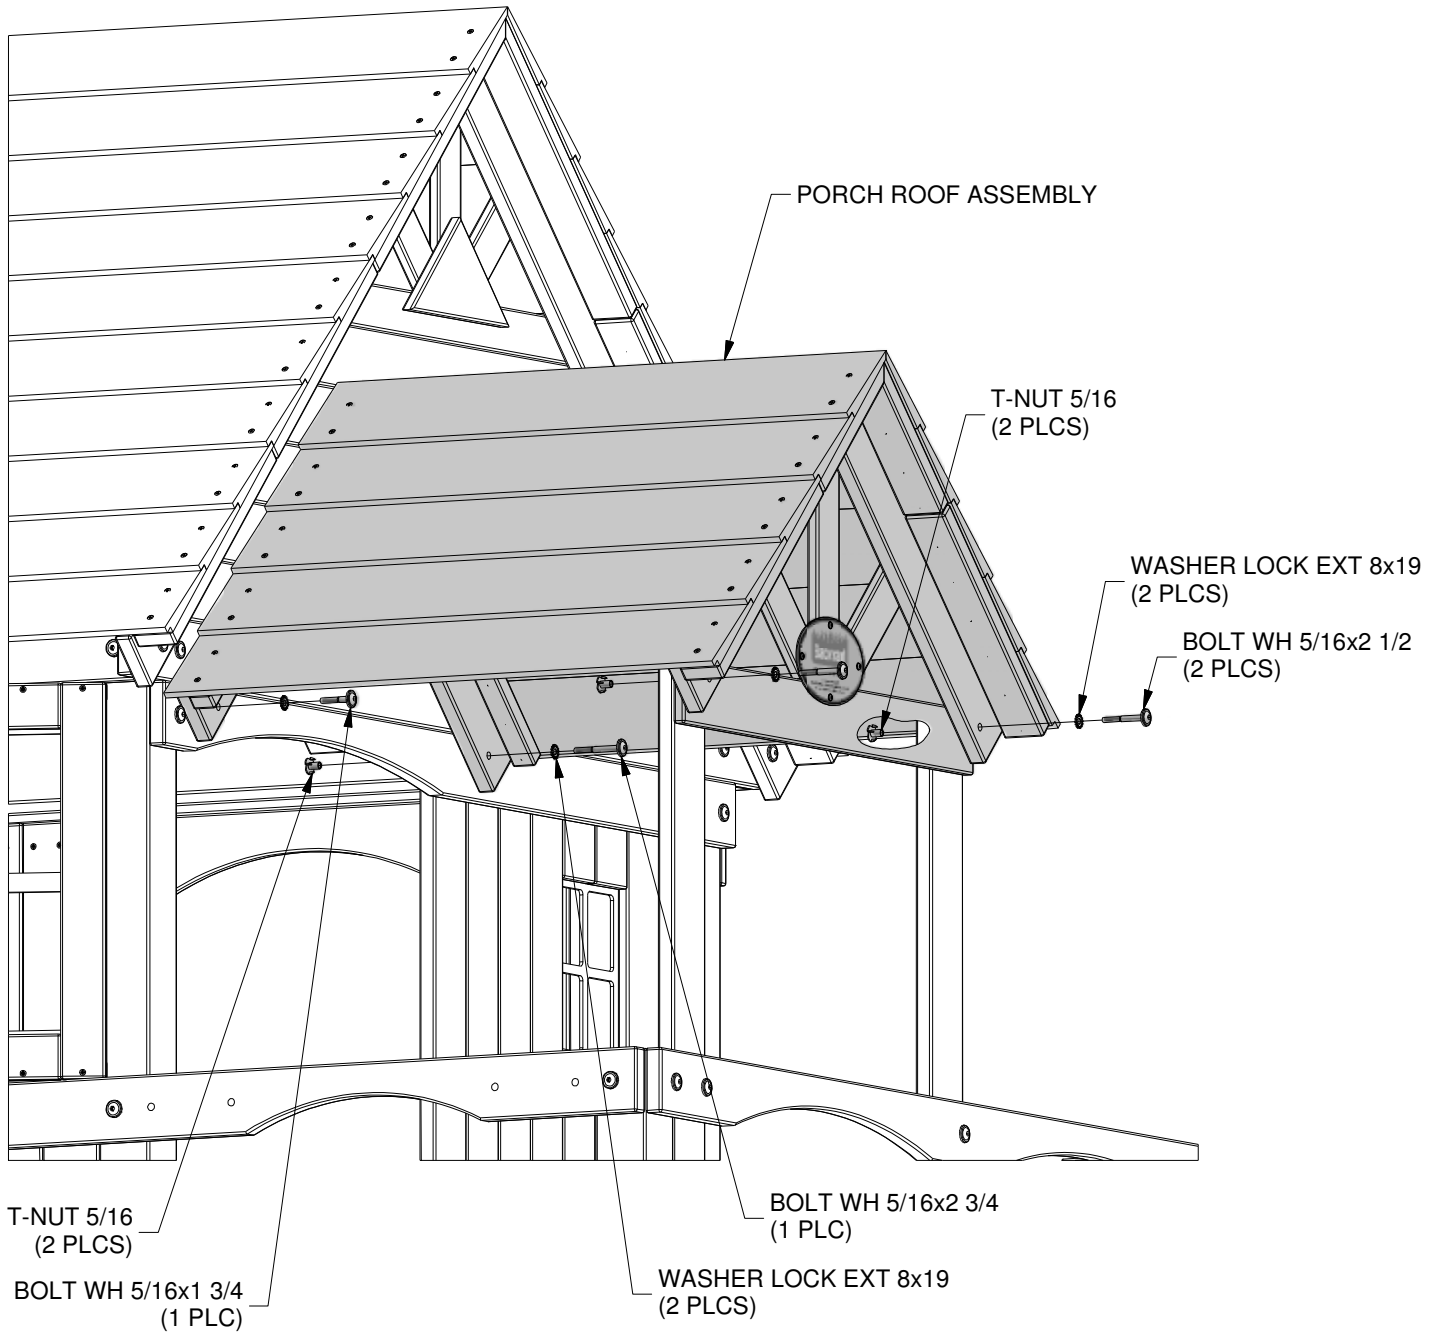 PORCH ROOF ASSEMBLY
T-NUT 5/16
(2 PLCS)
WASHER LOCK EXT 8x19
(2 PLCS)
BOLT WH 5/16x2 1/2
(2 PLCS)
T-NUT 5/16
(2 PLCS)
BOLT WH 5/16x1 3/4
(1 PLC)
BOLT WH 5/16x2 3/4
(1 PLC)
WASHER LOCK EXT 8x19
(2 PLCS)